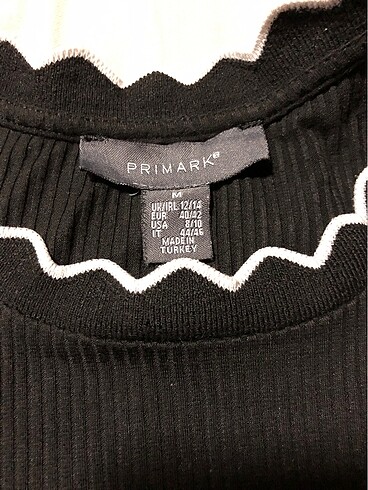 PRIMARK®
M
UK/IRL 12/14
EUR 40/42
USA 8/10
IT 44/46
MADE IN
TURKEY